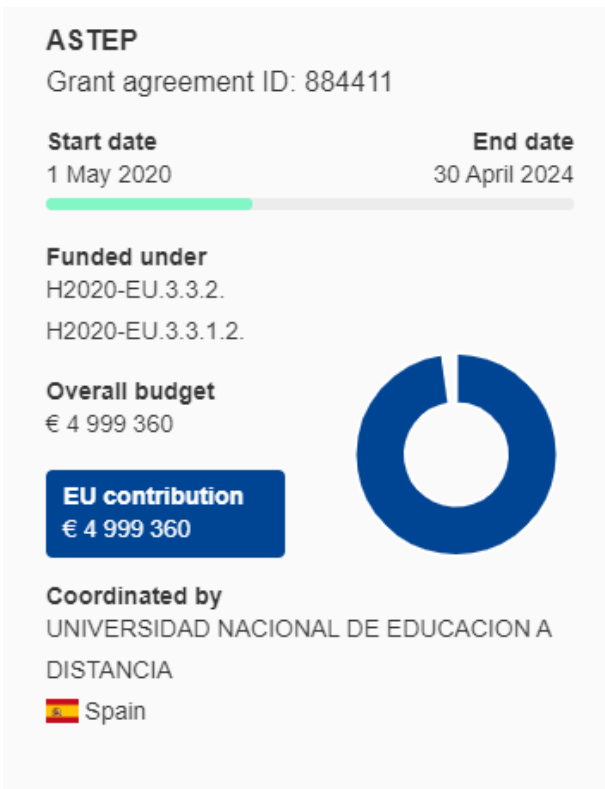 ASTEP
Grant agreement ID: 884411
Start date
End date
1 May 2020
30 April 2024
Funded under
H2020-EU.3.3.2.
H2020-EU.3.3.1.2.
Overall budget
€ 4 999 360
EU contribution
€ 4 999 360
Coordinated by
UNIVERSIDAD NACIONAL DE EDUCACION A
DISTANCIA
Spain